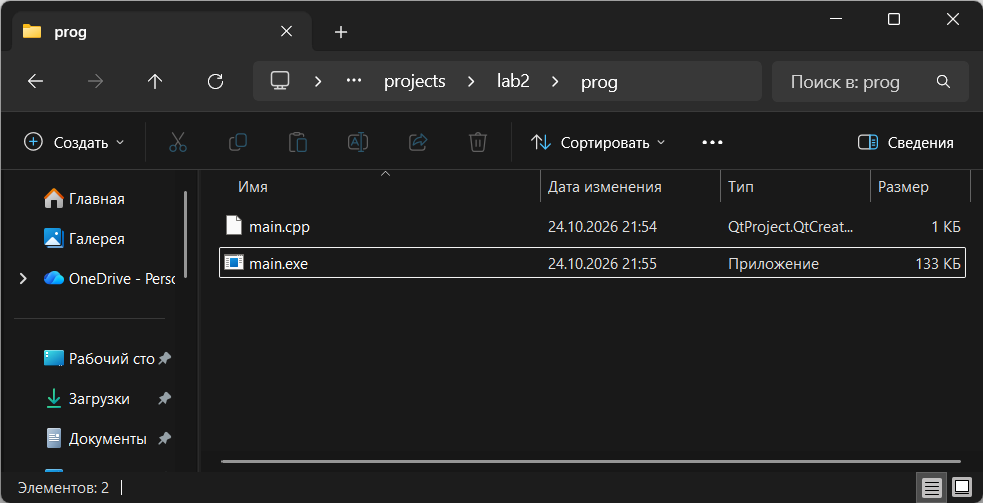 prog
projects lab2 prog Поиск в: prog
Создать Сортировать Сведения
Главная
Галерея
OneDrive - Persc
Рабочий сто
Загрузки
Документы
Имя Дата изменения Тип Размер
main.cpp 24.10.2026 21:54 QtProject.QtCreat... 1 КБ
main.exe 24.10.2026 21:55 Приложение 133 КБ
Элементов: 2